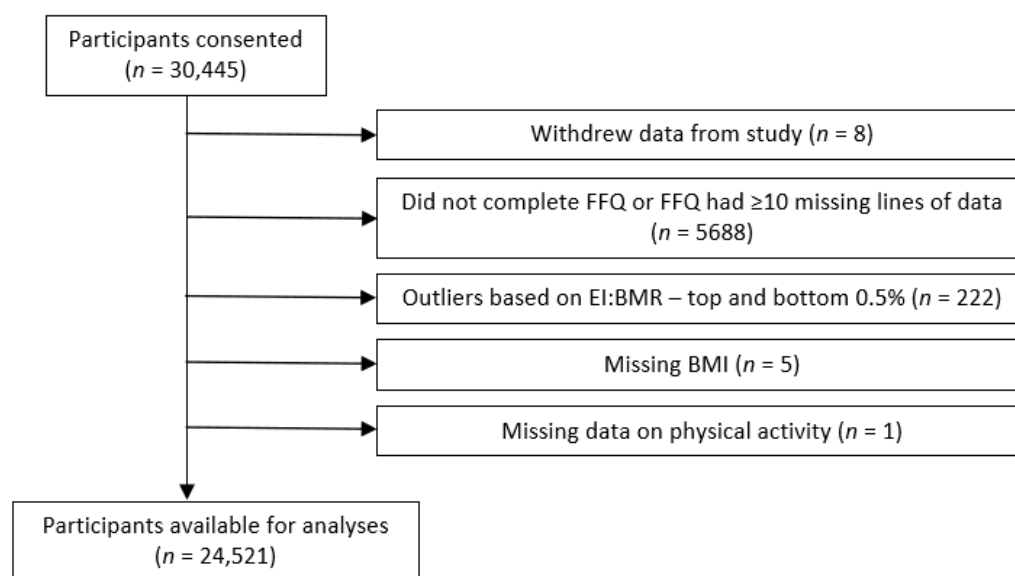 Participants consented
(n = 30,445)
Withdrew data from study (n = 8)
Did not complete FFQ or FFQ had ≥10 missing lines of data
(n = 5688)
Outliers based on EI:BMR – top and bottom 0.5% (n = 222)
Missing BMI (n = 5)
Missing data on physical activity (n = 1)
Participants available for analyses
(n = 24,521)